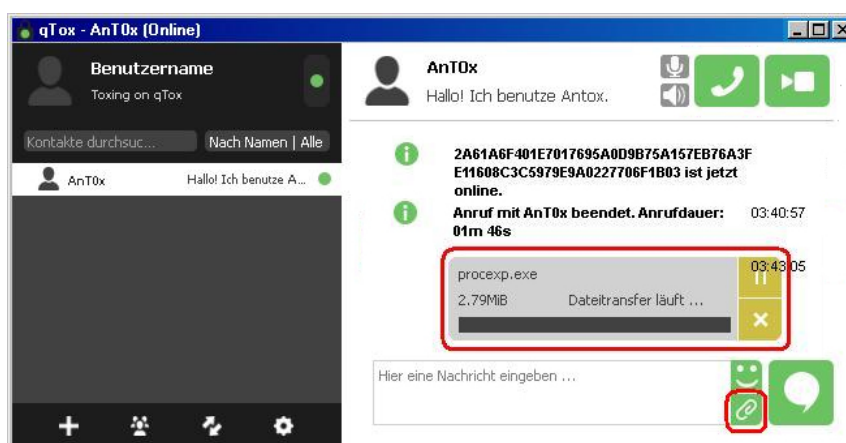 qTox - AnT0x (Online)
Benutzername
Toxing on qTox
Kontakte durchsuc...
Nach Namen | Alle
AnT0x
Hallo! Ich benutze A...
AnT0x
Hallo! Ich benutze Antox.
2A61A6F401E7017695A0D9B75A157EB76A3F
E11608C3C5979E9A0227706F1B03 ist jetzt
online.
Anruf mit AnT0x beendet. Anrufdauer: 03:40:57
01m 46s
03:43:05
procexp.exe
2.79MiB
Dateitransfer läuft ...
Hier eine Nachricht eingeben ...